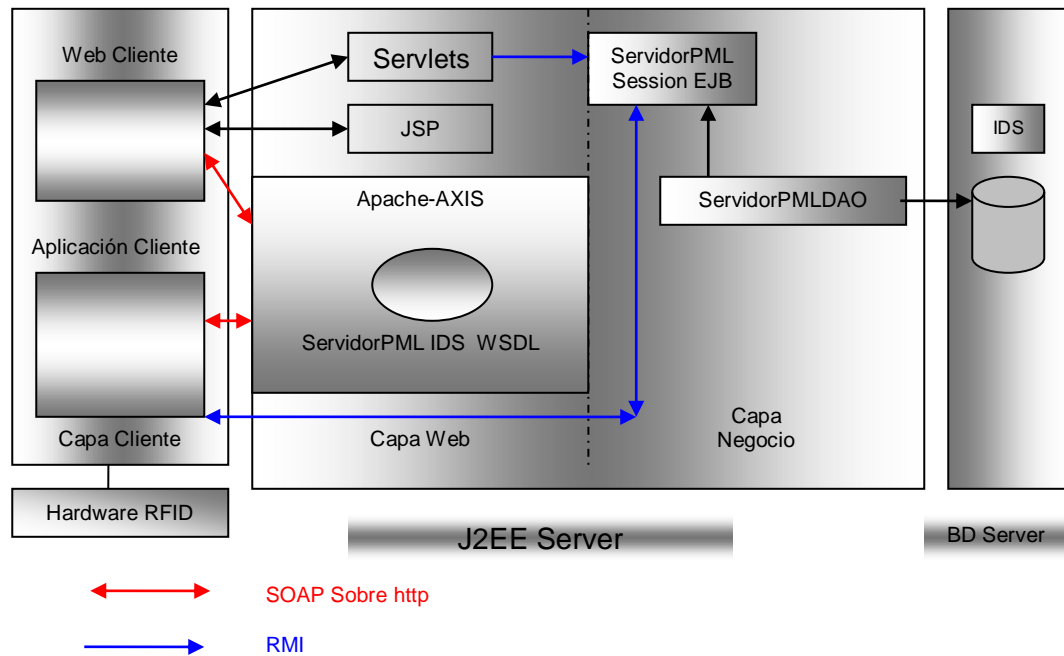 Web Cliente
Aplicación Cliente
Capa Cliente
Hardware RFID
Servlets
JSP
Apache-AXIS
ServidorPML IDS WSDL
Capa Web
ServidorPML
Session EJB
ServidorPMLDAO
Capa
Negocio
J2EE Server
IDS
BD Server
SOAP Sobre http
RMI